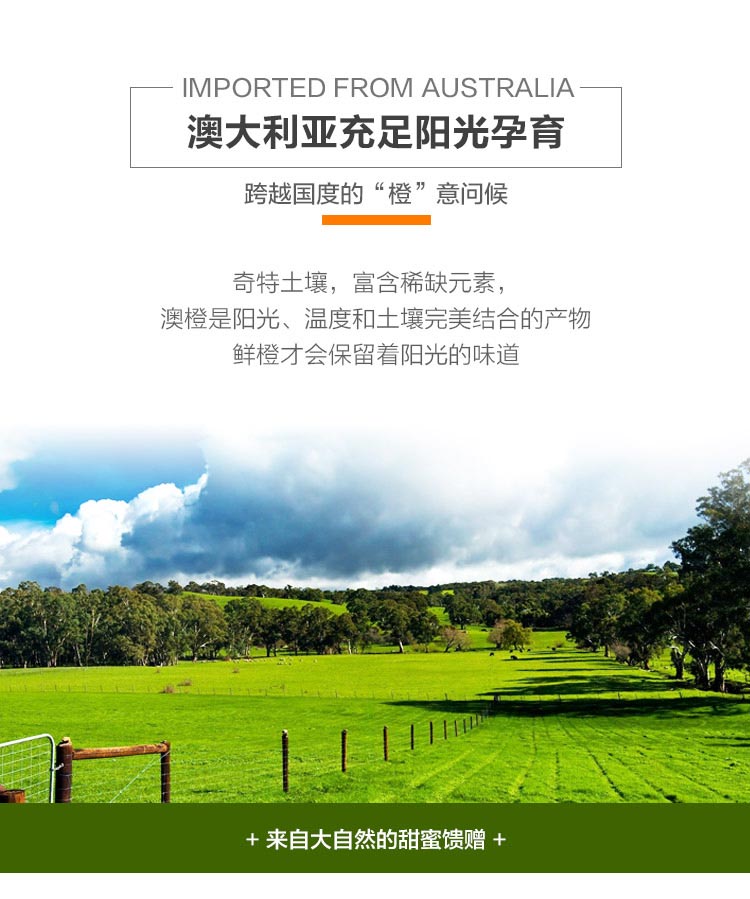 IMPORTED FROM AUSTRALIA
澳大利亚充足阳光孕育
跨越国度的“橙”意问候
奇特土壤，富含稀缺元素，
澳橙是阳光、温度和土壤完美结合的产物
鲜橙才会保留着阳光的味道
+ 来自大自然的甜蜜馈赠 +